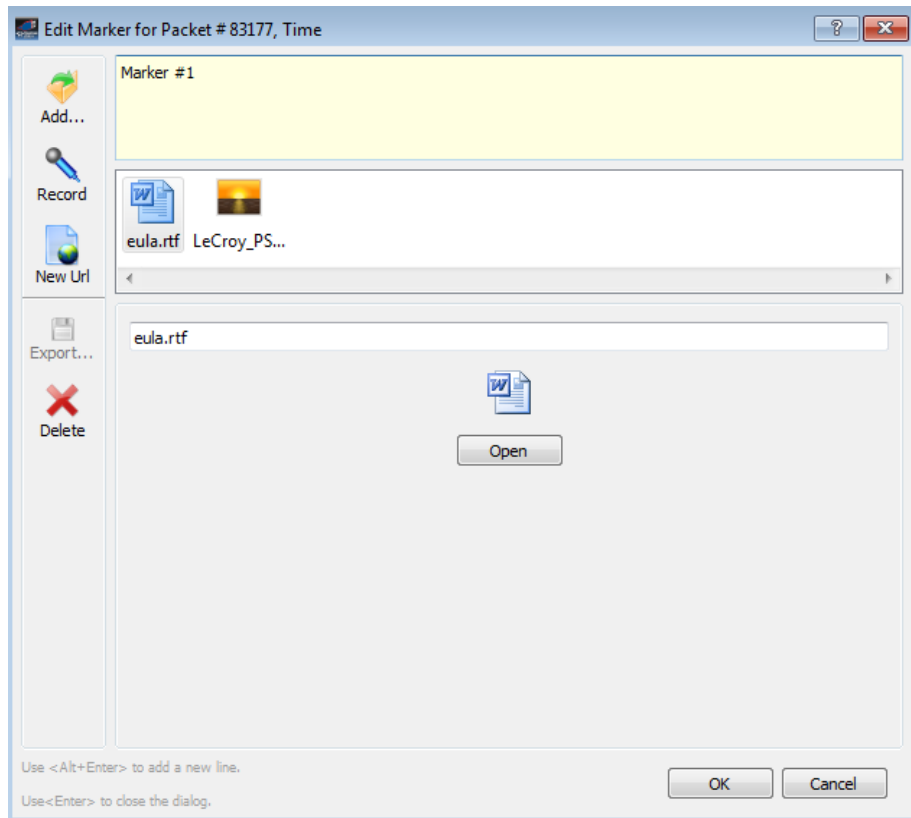 Edit Marker for Packet # 83177, Time
Marker #1
Add...
Record
New Url
Export...
Delete
eula.rtf LeCroy_PS...
eula.rtf
Open
Use <Alt+Enter> to add a new line.
Use<Enter> to close the dialog.
OK Cancel